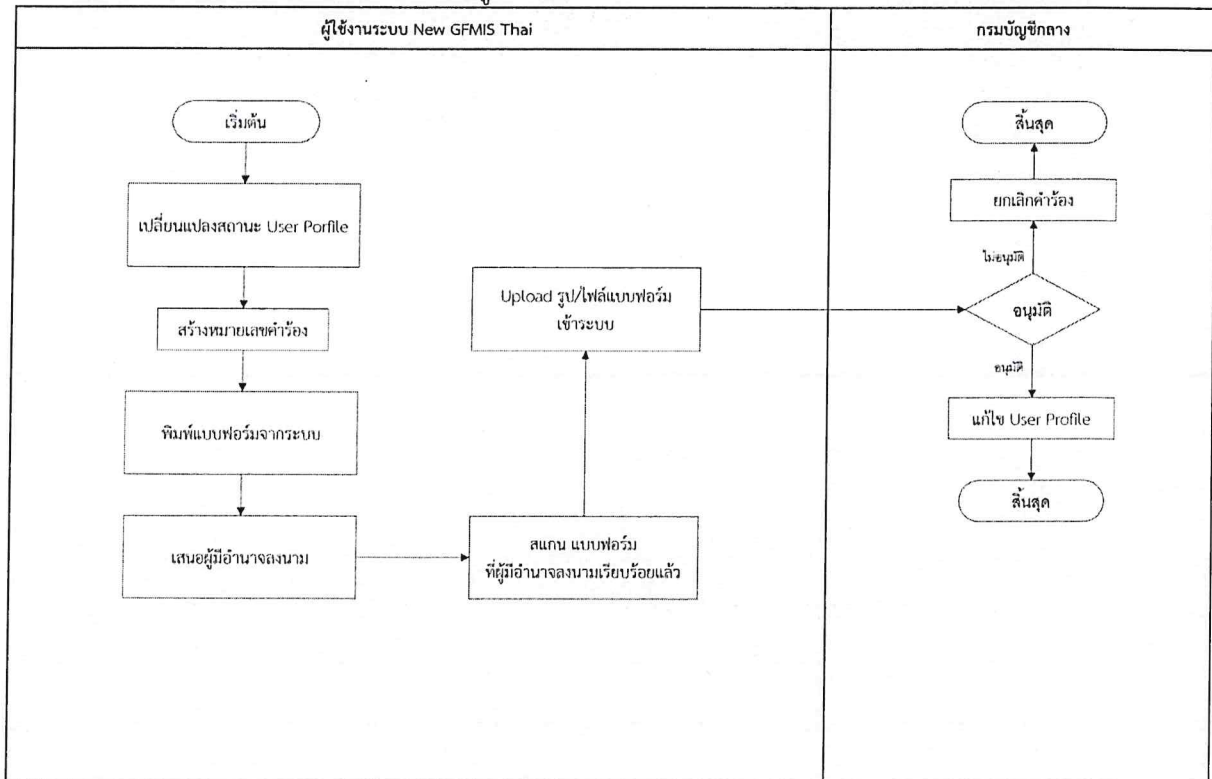 ผู้ใช้งานระบบ New GFMIS Thai
กรมบัญชีกลาง
เริ่มต้น
เปลี่ยนแปลงสถานะ User Porfile
สร้างหมายเลขคำร้อง
พิมพ์แบบฟอร์มจากระบบ
เสนอผู้มีอำนาจลงนาม
สแกน แบบฟอร์ม
ที่ผู้มีอำนาจลงนามเรียบร้อยแล้ว
Upload รูป/ไฟล์แบบฟอร์ม
เข้าระบบ
อนุมัติ
ไม่อนุมัติ
ยกเลิกคำร้อง
สิ้นสุด
อนุมัติ
แก้ไข User Profile
สิ้นสุด